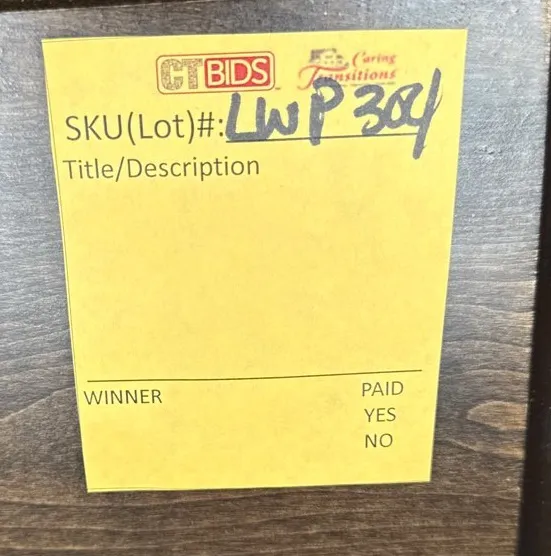 CTBIDS
Caring
Transitions
SKU(Lot)#: LWP 304
Title/Description
WINNER
PAID
YES
NO